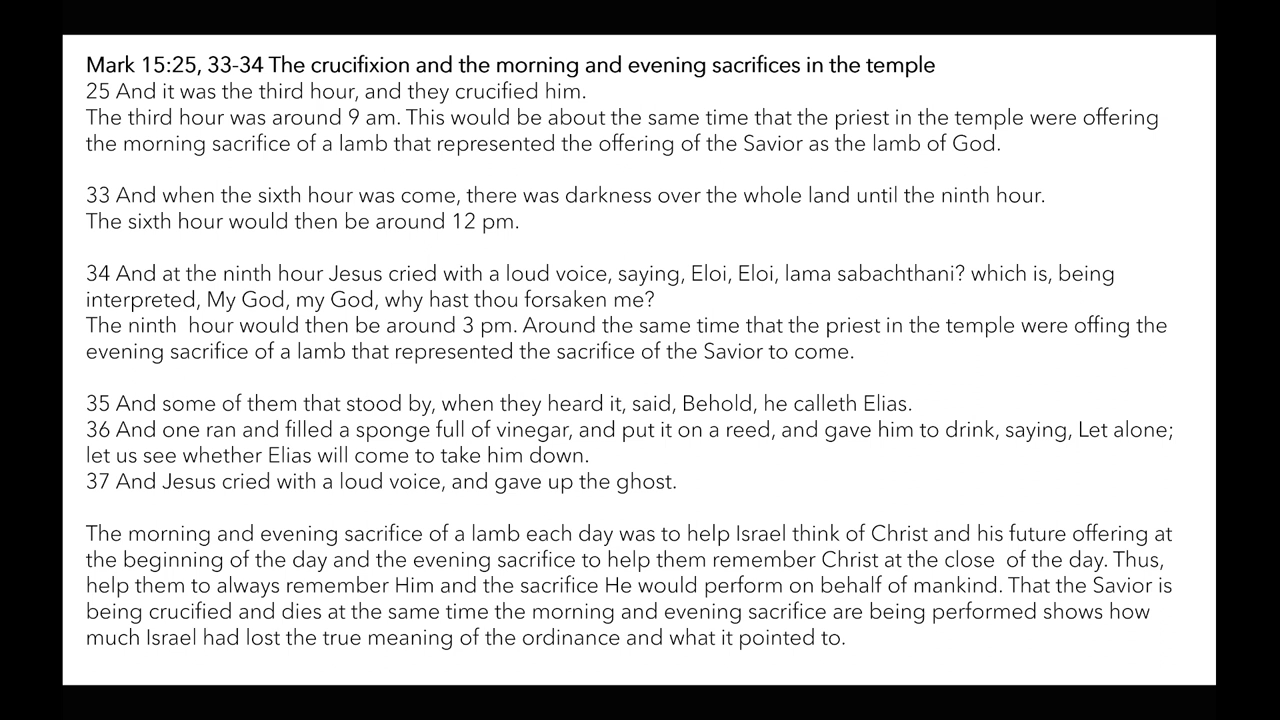 Mark 15:25, 33-34 The crucifixion and the morning and evening sacrifices in the temple
25 And it was the third hour, and they crucified him.
The third hour was around 9 am. This would be about the same time that the priest in the temple were offering
the morning sacrifice of a lamb that represented the offering of the Savior as the lamb of God.
33 And when the sixth hour was come, there was darkness over the whole land until the ninth hour.
The sixth hour would then be around 12 pm.
34 And at the ninth hour Jesus cried with a loud voice, saying, Eloi, Eloi, lama sabachthani? which is, being
interpreted, My God, my God, why hast thou forsaken me?
The ninth  hour would then be around 3 pm. Around the same time that the priest in the temple were offing the
evening sacrifice of a lamb that represented the sacrifice of the Savior to come.
35 And some of them that stood by, when they heard it, said, Behold, he calleth Elias.
36 And one ran and filled a sponge full of vinegar, and put it on a reed, and gave him to drink, saying, Let alone;
let us see whether Elias will come to take him down.
37 And Jesus cried with a loud voice, and gave up the ghost.
The morning and evening sacrifice of a lamb each day was to help Israel think of Christ and his future offering at
the beginning of the day and the evening sacrifice to help them remember Christ at the close  of the day. Thus,
help them to always remember Him and the sacrifice He would perform on behalf of mankind. That the Savior is
being crucified and dies at the same time the morning and evening sacrifice are being performed shows how
much Israel had lost the true meaning of the ordinance and what it pointed to.